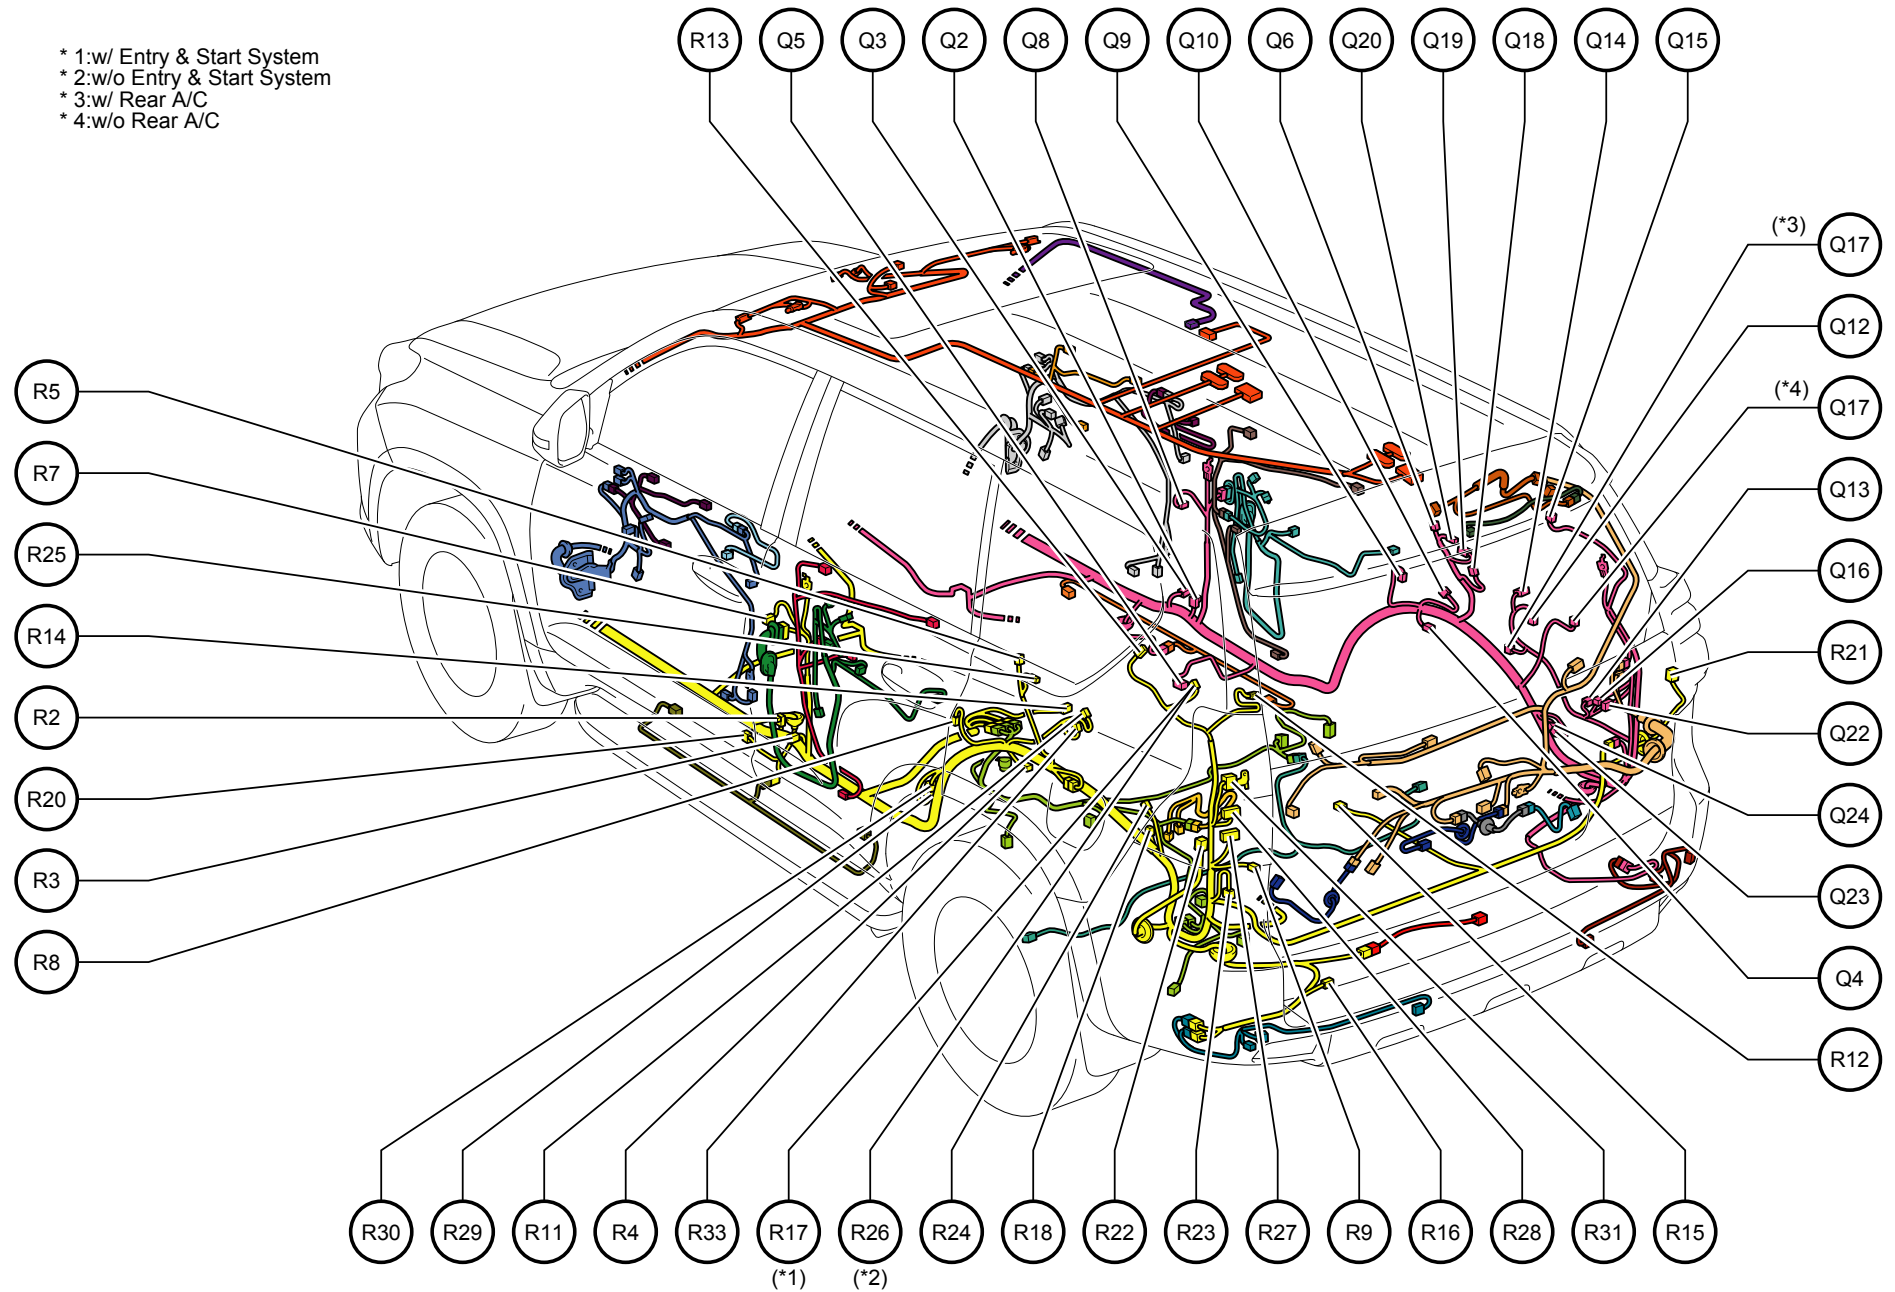 * 1:w/ Entry & Start System
* 2:w/o Entry & Start System
* 3:w/ Rear A/C
* 4:w/o Rear A/C
R13 Q5 Q3 Q2 Q8 Q9 Q10 Q6 Q20 Q19 Q18 Q14 Q15
(*3) Q17
Q12
(*4) Q17
Q13
Q16
R21
Q22
Q24
Q23
Q4
R12
R5
R7
R25
R14
R2
R20
R3
R8
R30 R29 R11 R4 R33 R17 R26 R24 R18 R22 R23 R27 R9 R16 R28 R31 R15
(*1) (*2)